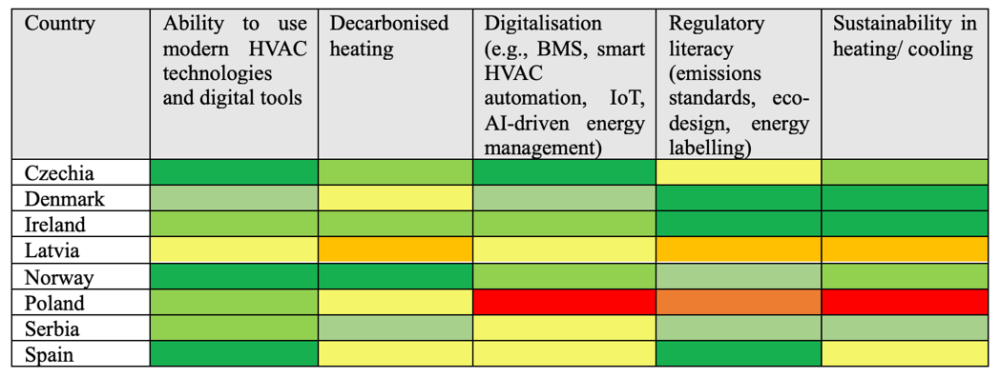 Country
Ability to use
modern HVAC
technologies
and digital tools
Decarbonised
heating
Digitalisation
(e.g., BMS, smart
HVAC
automation, IoT,
AI-driven energy
management)
Regulatory
literacy
(emissions
standards, eco-
design, energy
labelling)
Sustainability in
heating/ cooling
Czechia
Denmark
Ireland
Latvia
Norway
Poland
Serbia
Spain